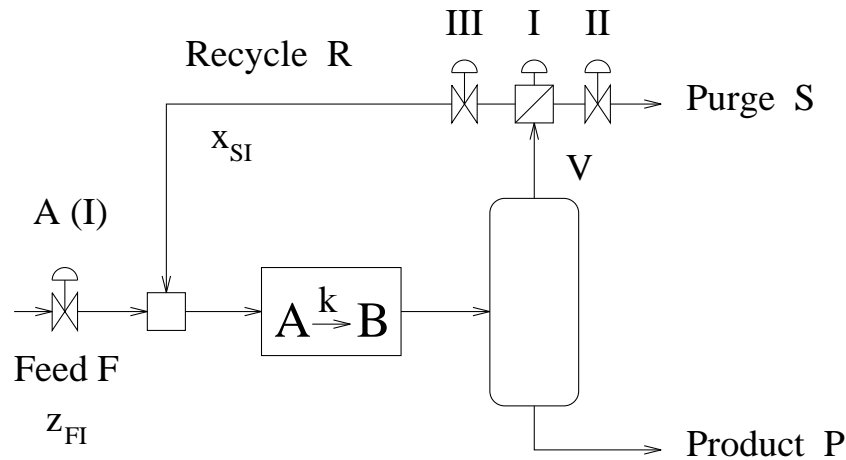 III I II
Recycle R
Purge S
x_SI
V
A (I)
k
A → B
Feed F
z_FI
Product P